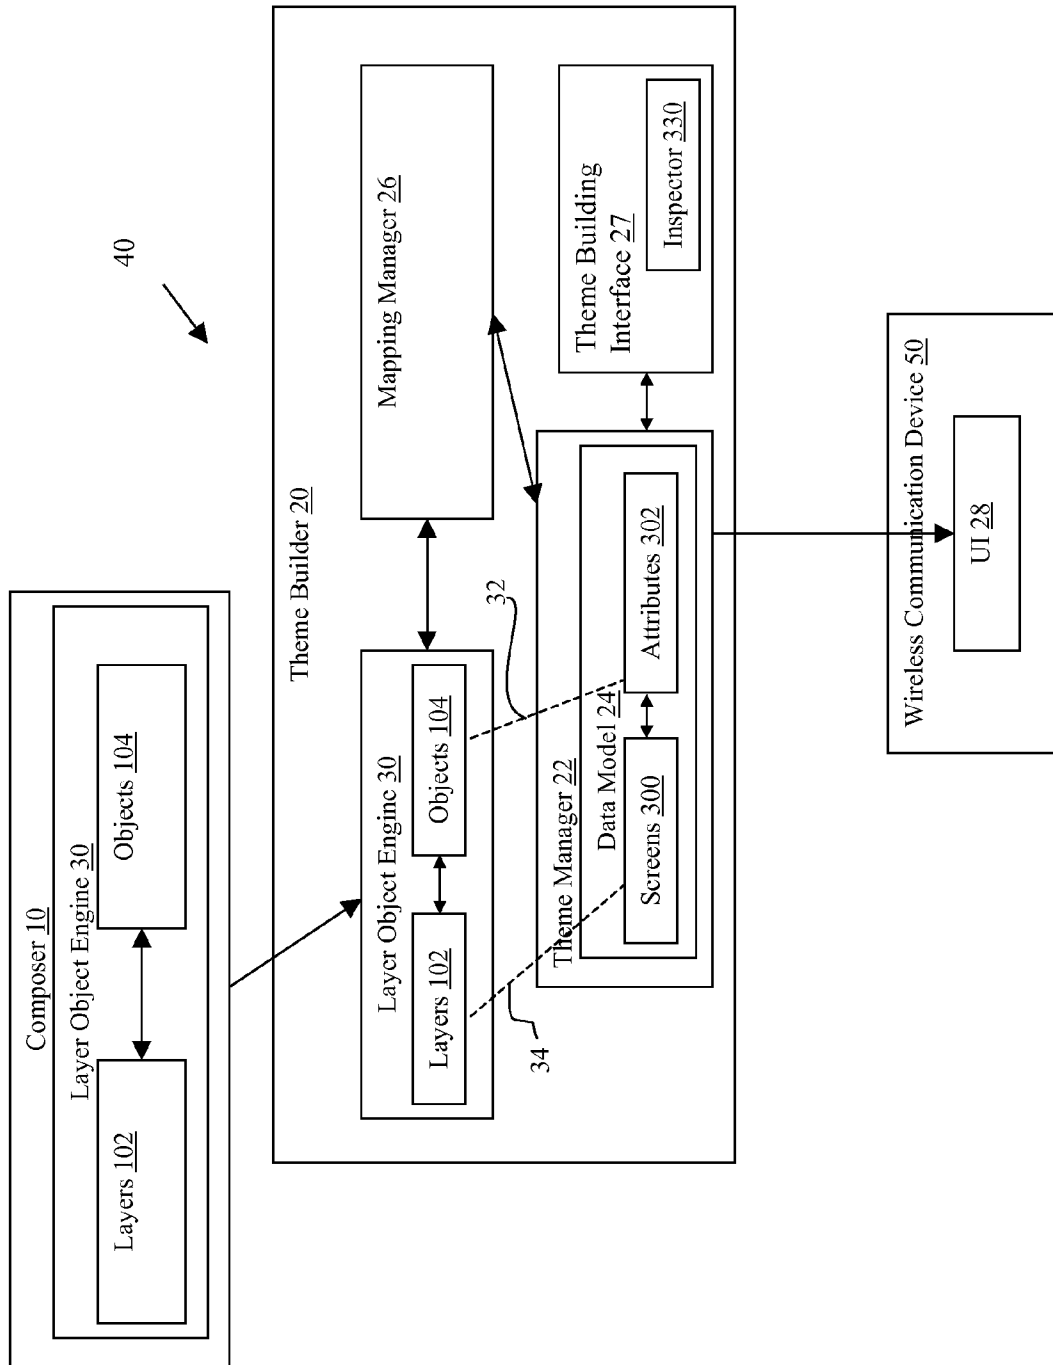 40
Composer 10
Layer Object Engine 30
Layers 102
Objects 104
Theme Builder 20
Layer Object Engine 30
Layers 102
Objects 104
Mapping Manager 26
34
32
Theme Manager 22
Data Model 24
Screens 300
Attributes 302
Theme Building
Interface 27
Inspector 330
Wireless Communication Device 50
UI 28